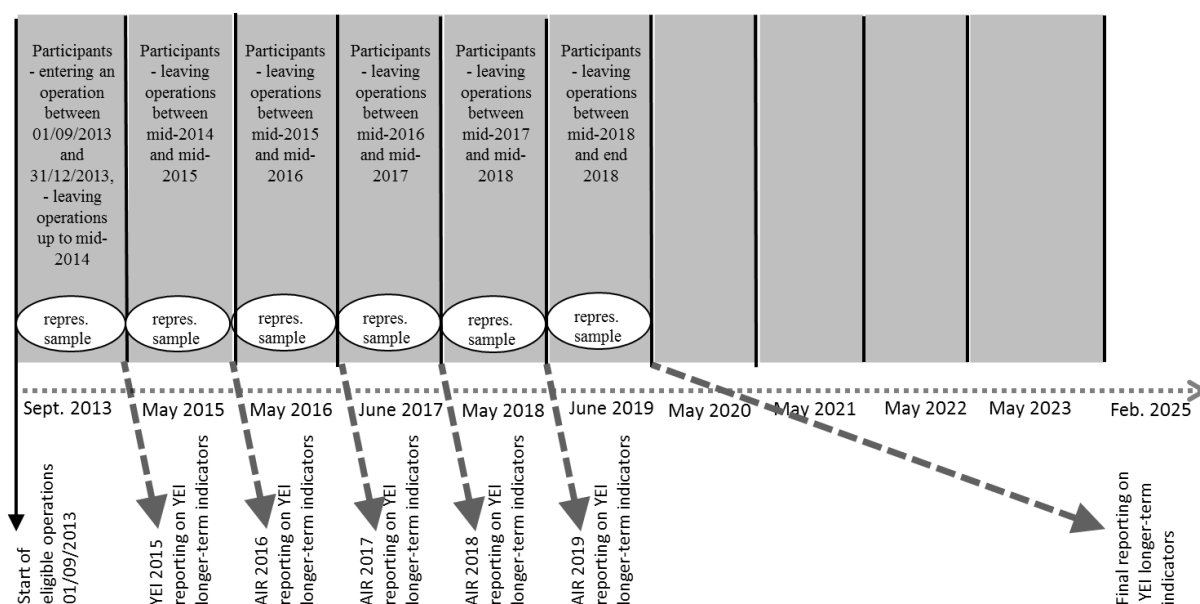 Participants
- entering an
operation
between
01/09/2013
and
31/12/2013,
- leaving
operations
up to mid-
2014
Participants
- leaving
operations
between
mid-2014
and mid-
2015
Participants
- leaving
operations
between
mid-2015
and mid-
2016
Participants
- leaving
operations
between
mid-2016
and mid-
2017
Participants
- leaving
operations
between
mid-2017
and mid-
2018
Participants
- leaving
operations
between
mid-2018
and end
2018
repres.
sample
repres.
sample
repres.
sample
repres.
sample
repres.
sample
repres.
sample
Sept. 2013
May 2015
May 2016
June 2017
May 2018
June 2019
May 2020
May 2021
May 2022
May 2023
Feb. 2025
Start of
eligible operations
01/09/2013
YEI 2015
reporting on YEI
longer-term indicators
AIR 2016
reporting on YEI
longer-term indicators
AIR 2017
reporting on YEI
longer-term indicators
AIR 2018
reporting on YEI
longer-term indicators
AIR 2019
reporting on YEI
longer-term indicators
Final reporting on
YEI longer-term
indicators